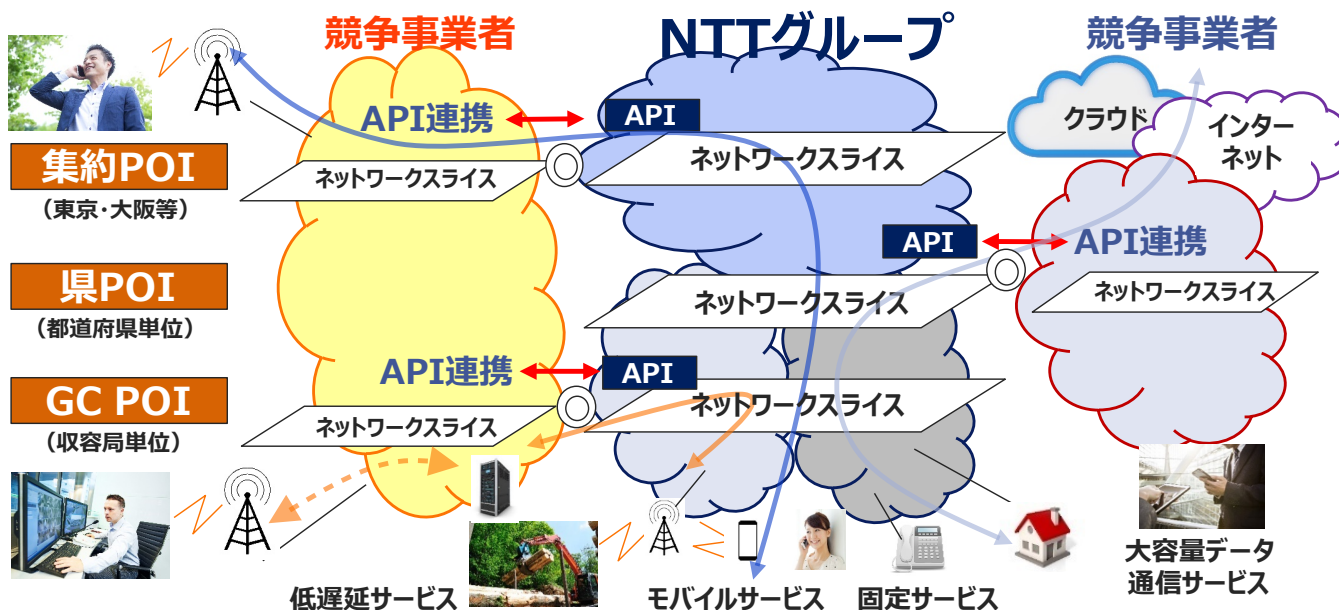 競争事業者
NTTグループ
競争事業者
API連携
API
クラウド
インター
ネット
集約POI
(東京・大阪等)
ネットワークスライス
ネットワークスライス
API
API連携
県POI
(都道府県単位)
ネットワークスライス
ネットワークスライス
API連携
API
GC POI
(収容局単位)
ネットワークスライス
ネットワークスライス
低遅延サービス
モバイルサービス
固定サービス
大容量データ
通信サービス